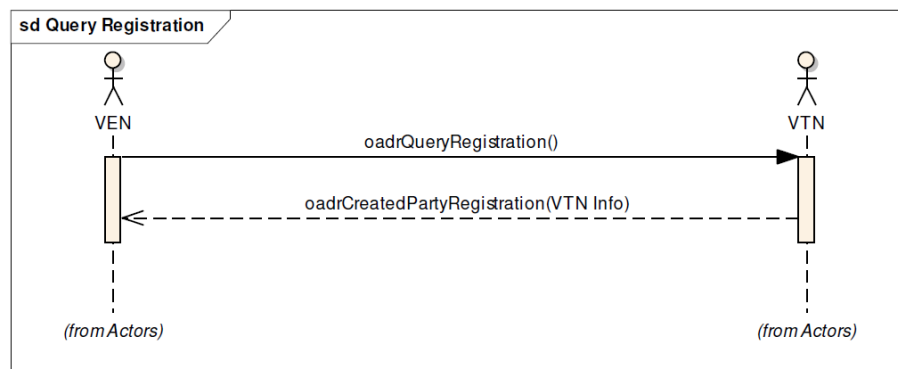 sd Query Registration
VEN
VTN
oadrQueryRegistration()
oadrCreatedPartyRegistration(VTN Info)
(from Actors)
(from Actors)